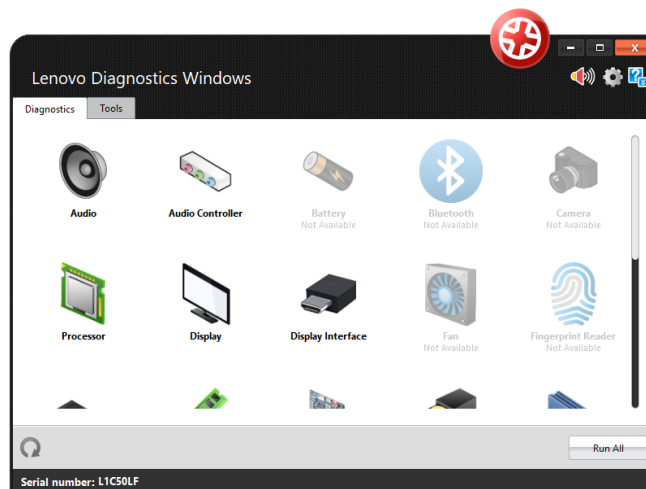 Lenovo Diagnostics Windows
Diagnostics Tools
Audio Audio Controller Battery Bluetooth Camera
Not Available Not Available Not Available
Processor Display Display Interface Fan Fingerprint Reader
Not Available Not Available
Run All
Serial number: L1C50LF